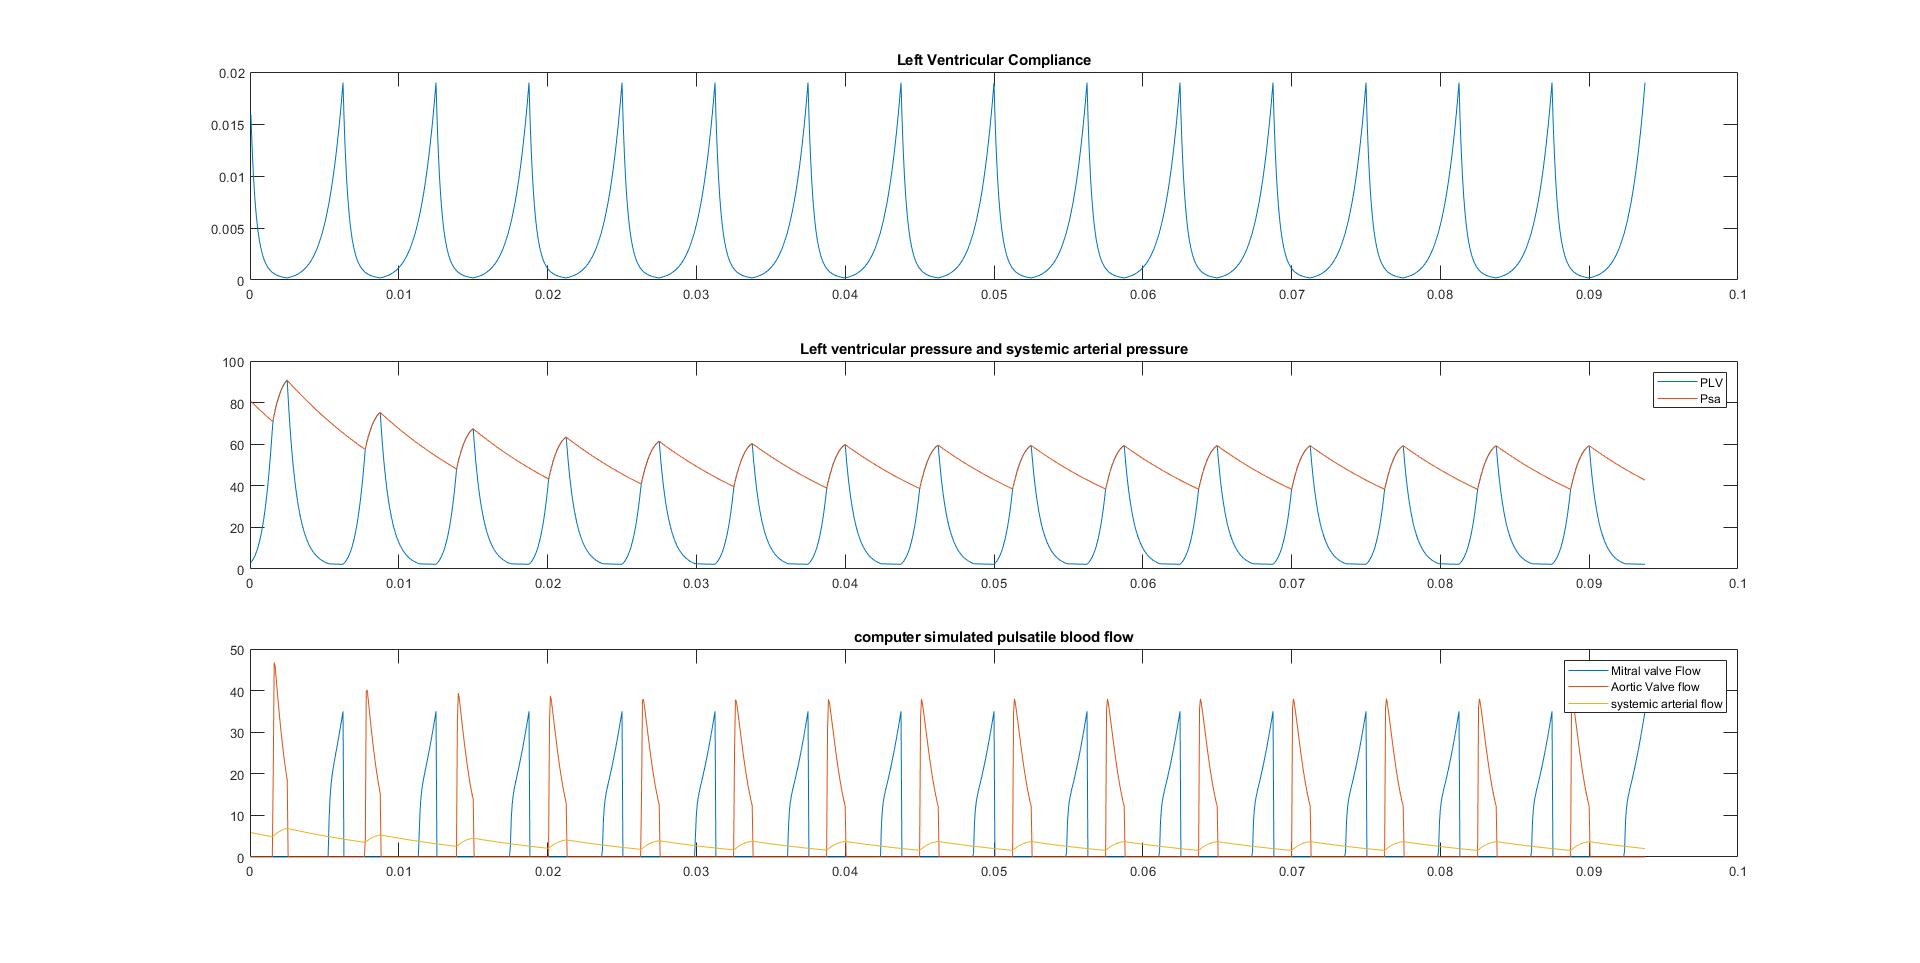 Left Ventricular Compliance
0.02
0.015
0.01
0.005
0
0 0.01 0.02 0.03 0.04 0.05 0.06 0.07 0.08 0.09 0.1
Left ventricular pressure and systemic arterial pressure
100
80
60
40
20
0
PLV
Psa
0 0.01 0.02 0.03 0.04 0.05 0.06 0.07 0.08 0.09 0.1
computer simulated pulsatile blood flow
50
40
30
20
10
0
Mitral valve Flow
Aortic Valve flow
systemic arterial flow
0 0.01 0.02 0.03 0.04 0.05 0.06 0.07 0.08 0.09 0.1